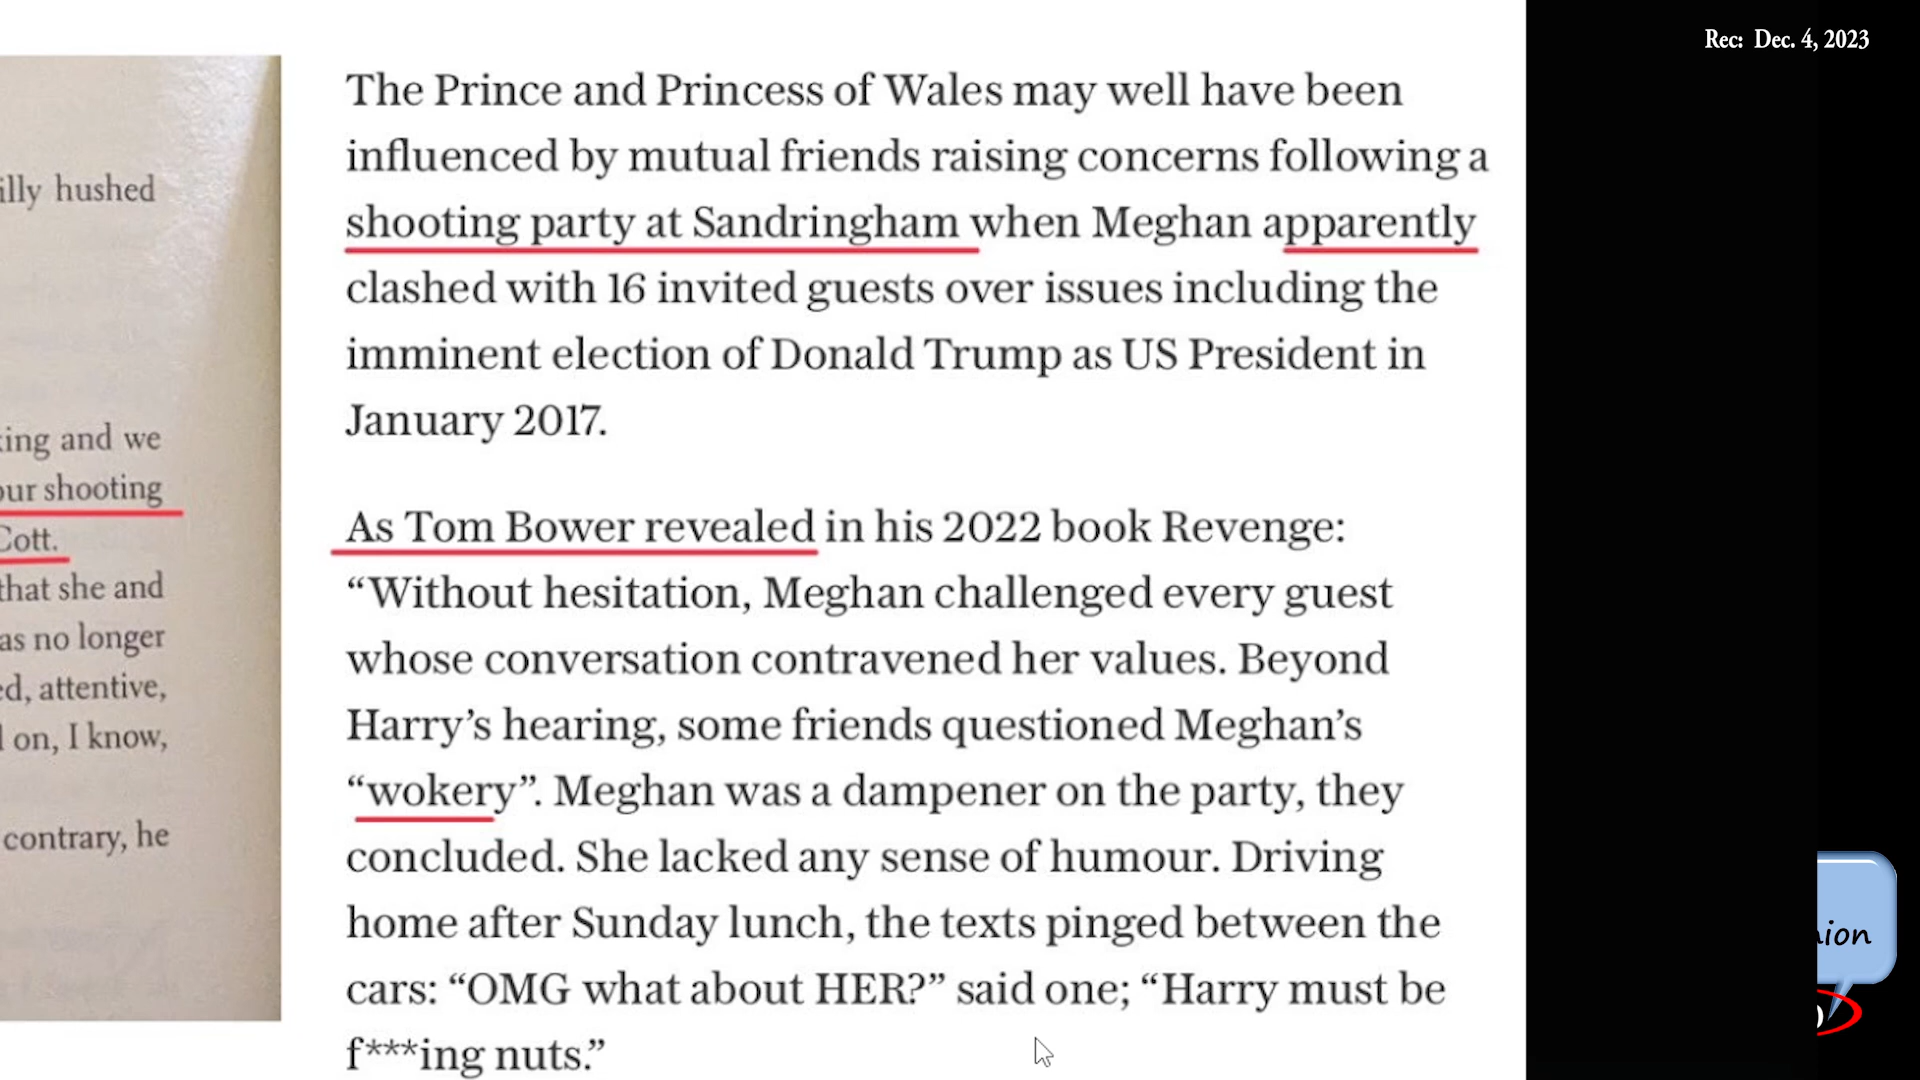 Rec: Dec. 4, 2023
hushed
and we
shooting
Cott.
that she and
no longer
attentive,
on, I know,
contrary, he
The Prince and Princess of Wales may well have been
influenced by mutual friends raising concerns following a
shooting party at Sandringham when Meghan apparently
clashed with 16 invited guests over issues including the
imminent election of Donald Trump as US President in
January 2017.
As Tom Bower revealed in his 2022 book Revenge:
“Without hesitation, Meghan challenged every guest
whose conversation contravened her values. Beyond
Harry’s hearing, some friends questioned Meghan’s
“wokery”. Meghan was a dampener on the party, they
concluded. She lacked any sense of humour. Driving
home after Sunday lunch, the texts pinged between the
cars: “OMG what about HER?” said one; “Harry must be
f***ing nuts.”